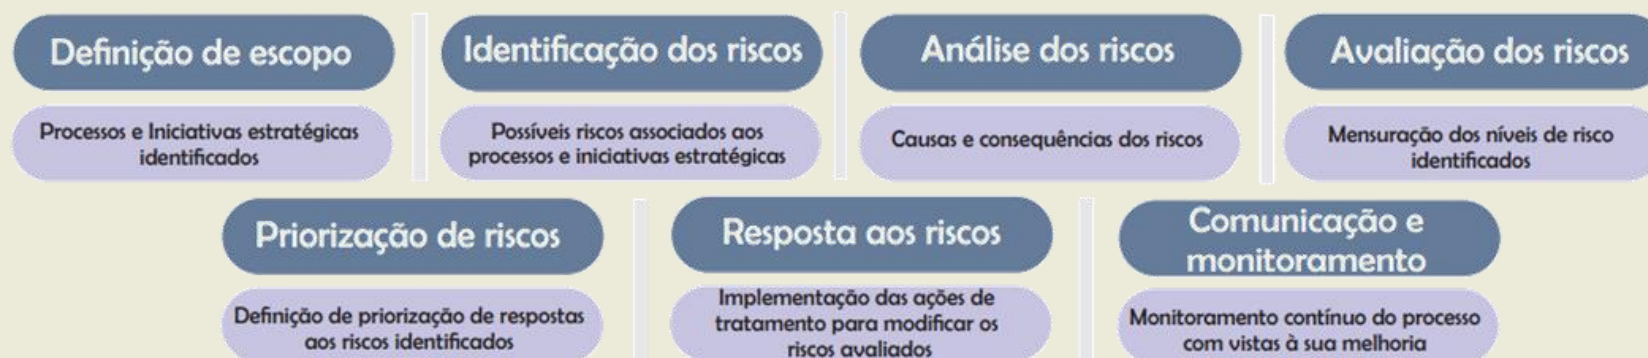 Definição de escopo
Processos e Iniciativas estratégicas
identificados
Identificação dos riscos
Possíveis riscos associados aos
processos e iniciativas estratégicas
Análise dos riscos
Causas e consequências dos riscos
Avaliação dos riscos
Mensuração dos níveis de risco
identificados
Priorização de riscos
Definição de priorização de respostas
aos riscos identificados
Resposta aos riscos
Implementação das ações de
tratamento para modificar os
riscos avaliados
Comunicação e
monitoramento
Monitoramento contínuo do processo
com vistas à sua melhoria